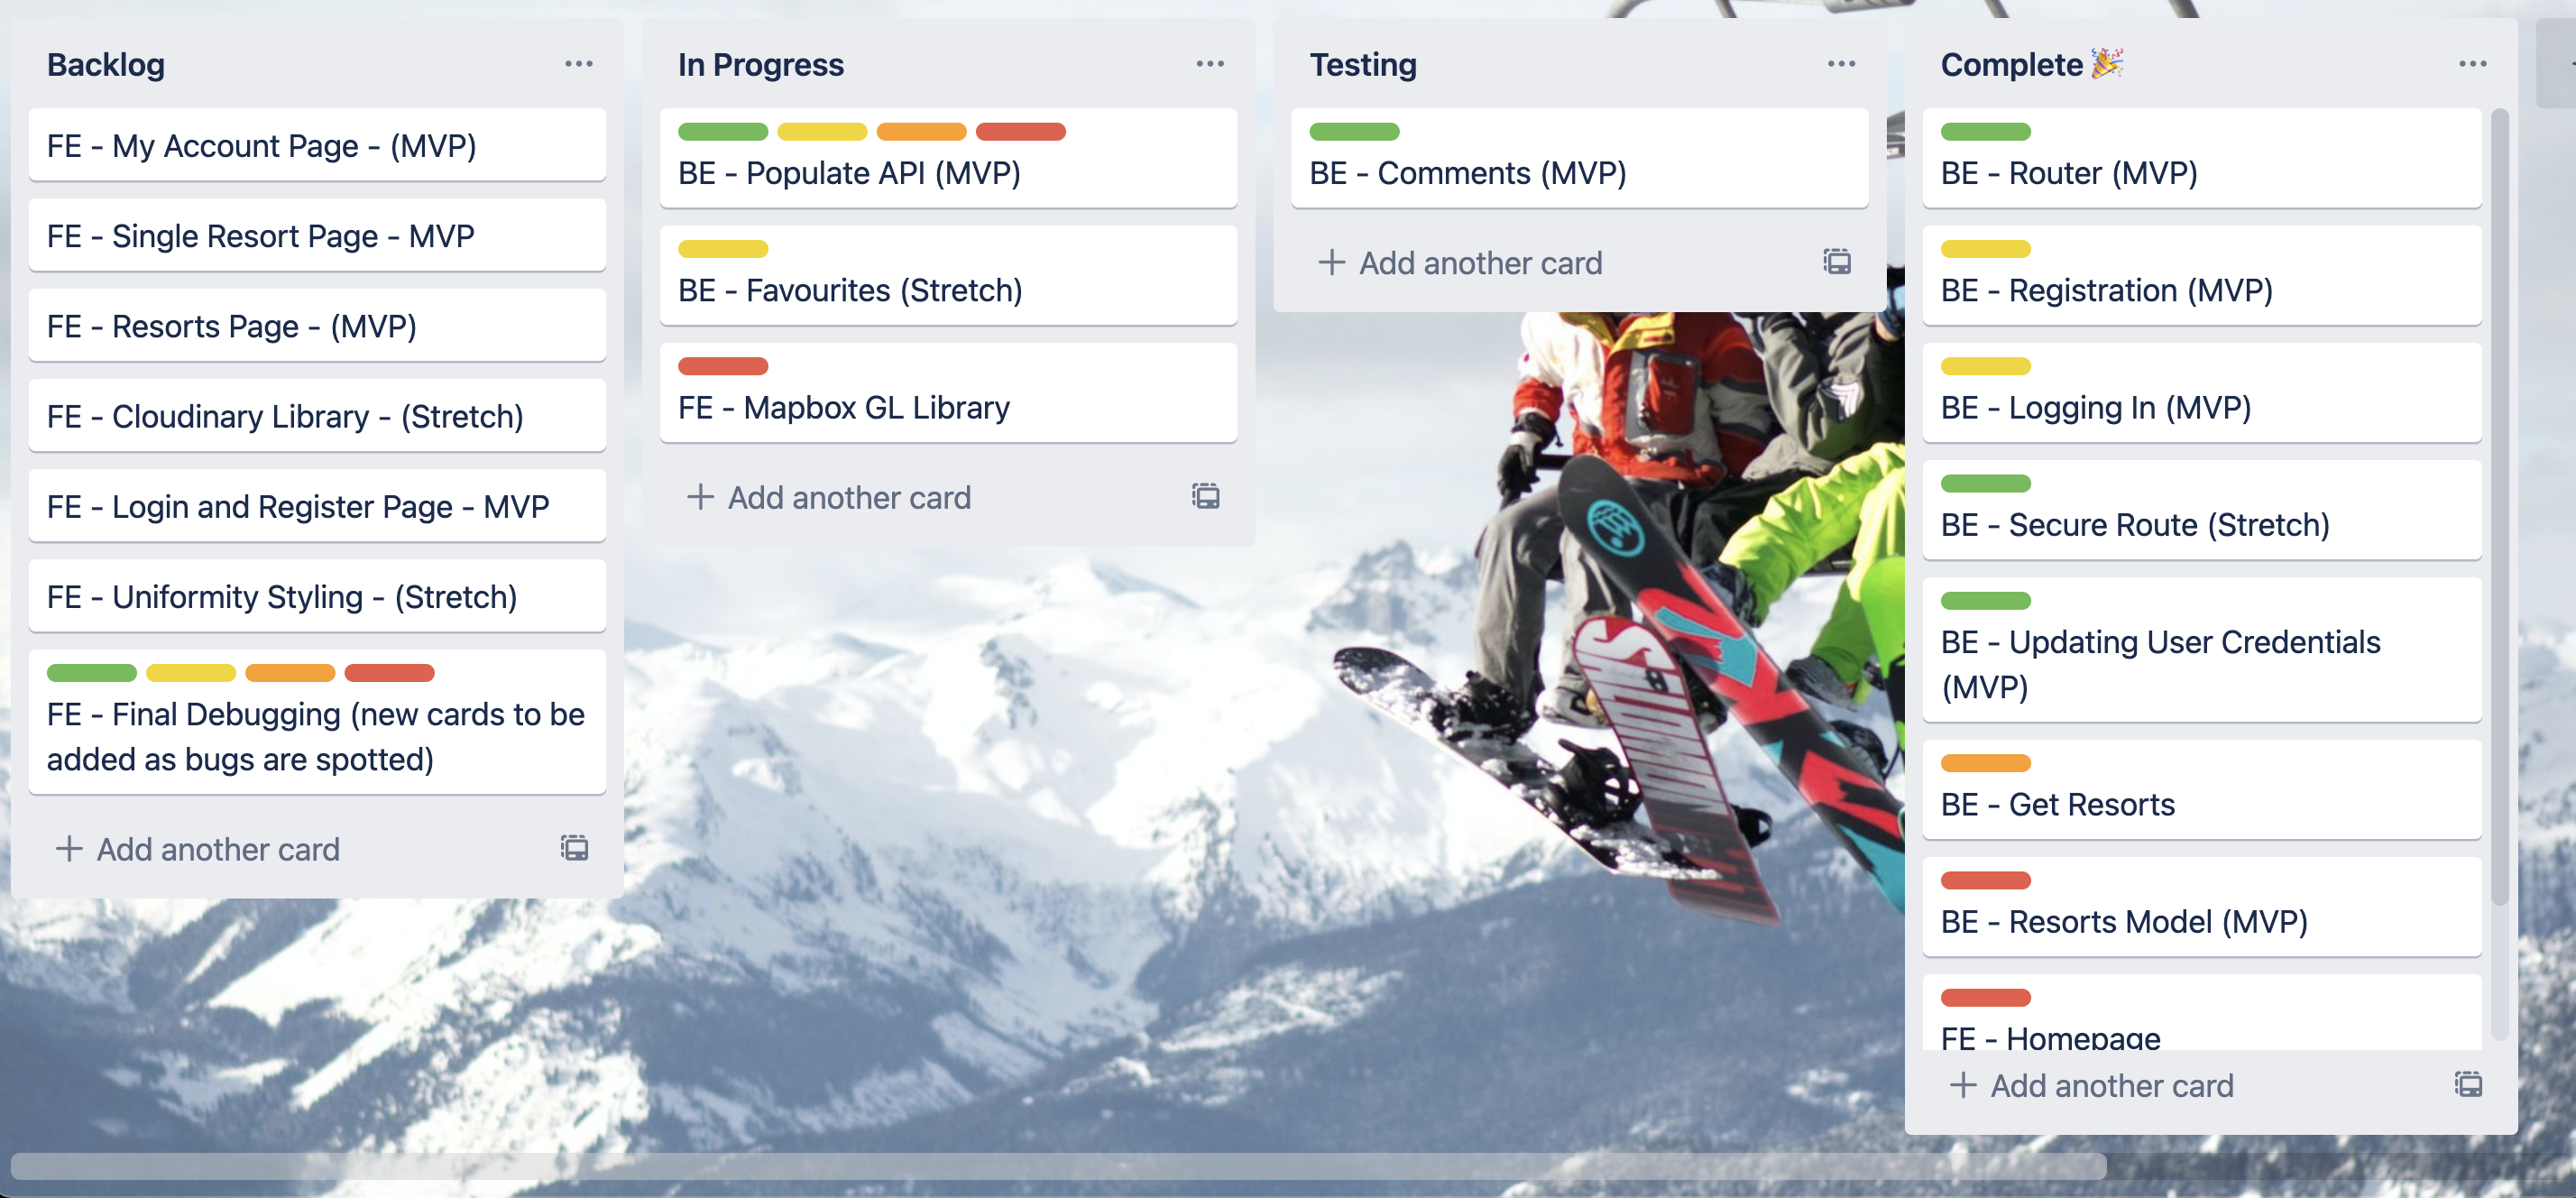 Backlog
FE - My Account Page - (MVP)
FE - Single Resort Page - MVP
FE - Resorts Page - (MVP)
FE - Cloudinary Library - (Stretch)
FE - Login and Register Page - MVP
FE - Uniformity Styling - (Stretch)
FE - Final Debugging (new cards to be
added as bugs are spotted)
+ Add another card
In Progress
BE - Populate API (MVP)
BE - Favourites (Stretch)
FE - Mapbox GL Library
+ Add another card
Testing
BE - Comments (MVP)
+ Add another card
SALOMON
Complete🎉
BE - Router (MVP)
BE - Registration (MVP)
BE - Logging In (MVP)
BE - Secure Route (Stretch)
BE - Updating User Credentials
(MVP)
BE - Get Resorts
BE - Resorts Model (MVP)
FE - Homepage
+ Add another card